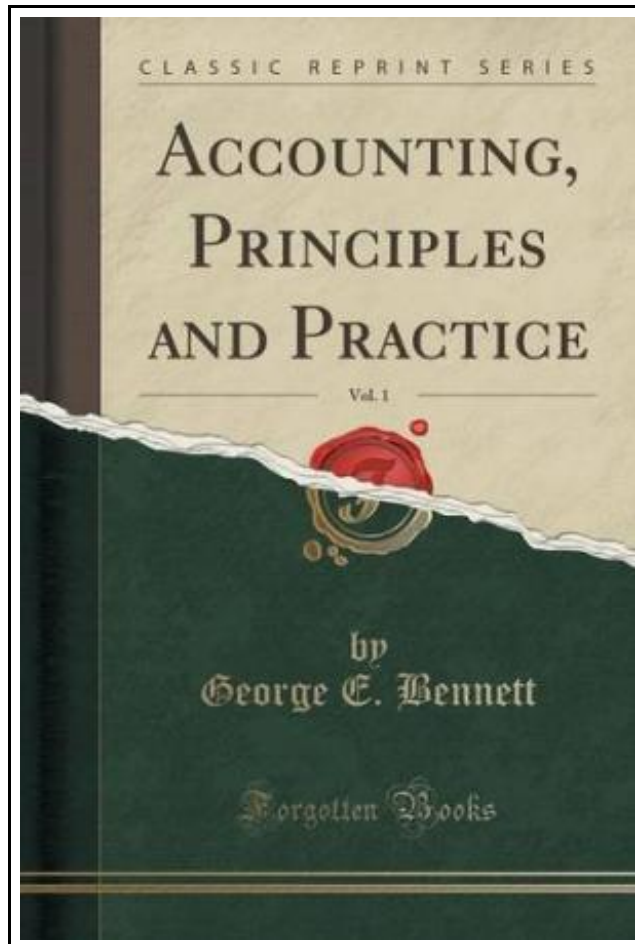 CLASSIC REPRINT SERIES
ACCOUNTING,
PRINCIPLES
AND PRACTICE
Vol. 1
by
George E. Bennett
Forgotten Books